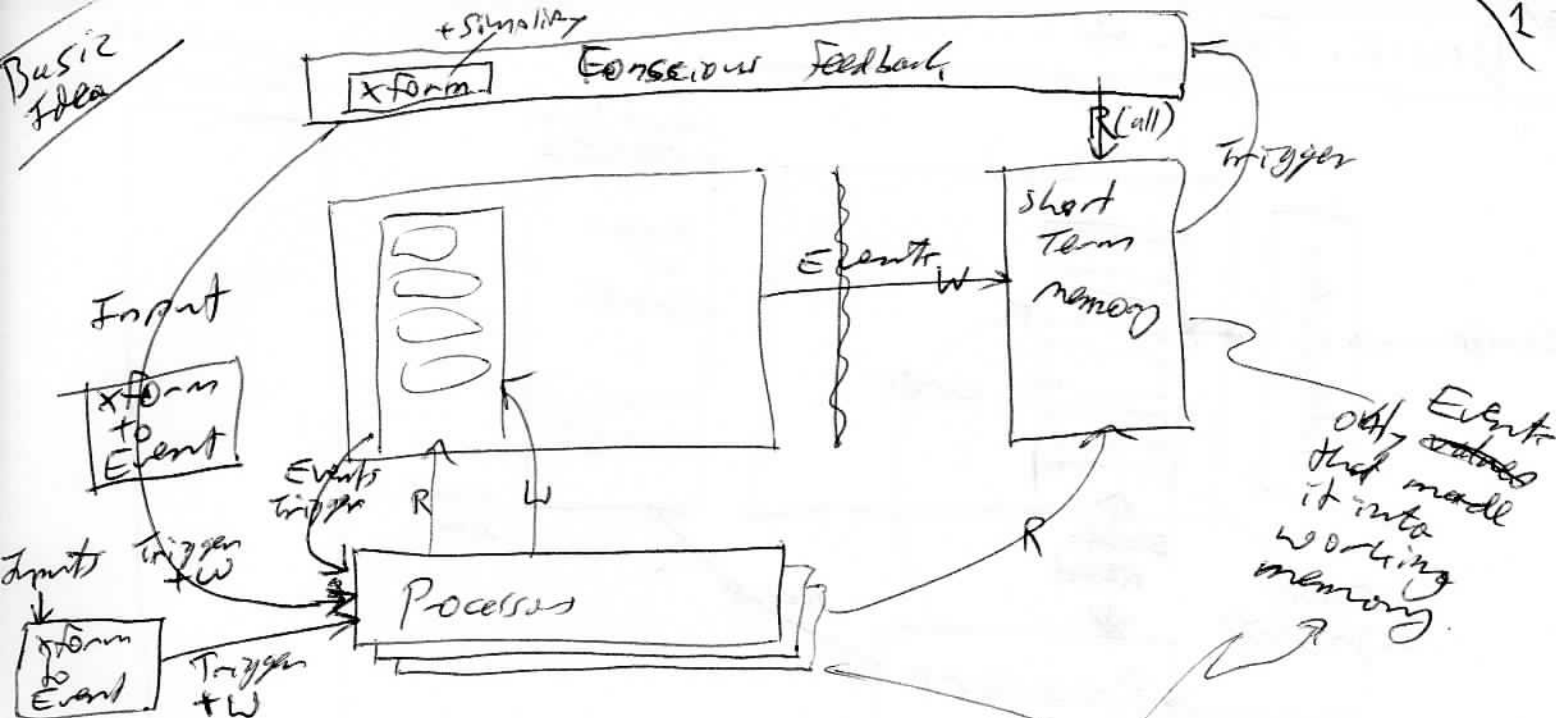 Basic
Idea
1
+ Simplify
xform
Conscious Feedback
R(all)
Trigger
Short
Term
memory
Events
W
Input
xform
to
Event
Events
Trigger
R
W
R
only Events
that made
it into
working
memory.
Inputs
Trigger
+W
Processes
xform
to
Event
Trigger
+W